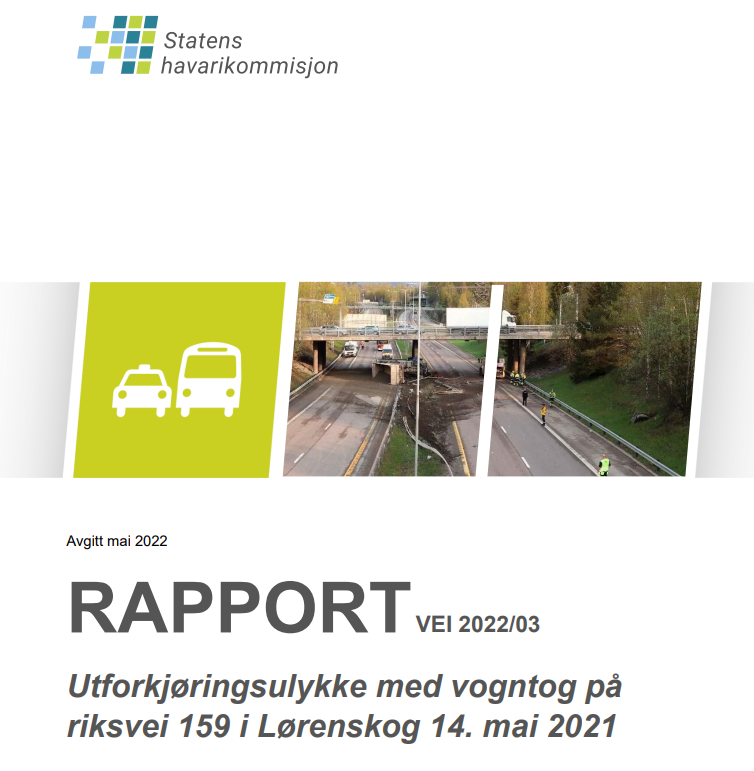 Statens
havarikommisjon
Avgitt mai 2022
RAPPORT VEI 2022/03
Utforkjøringsulykke med vogntog på
riksvei 159 i Lørenskog 14. mai 2021